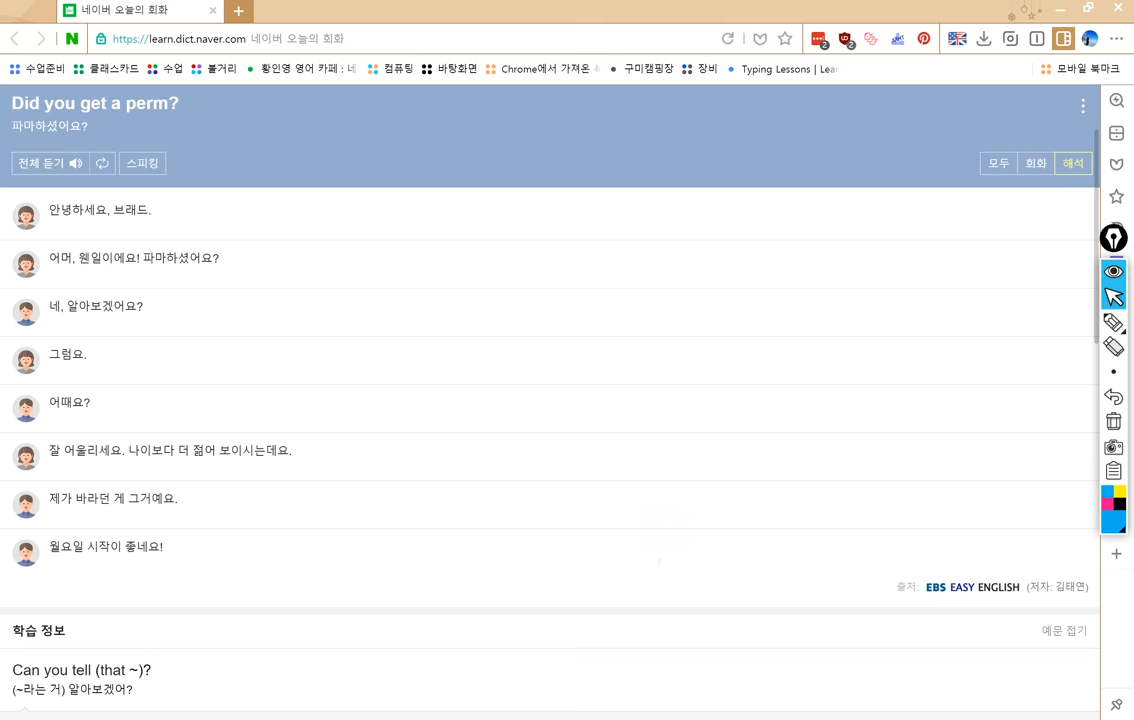 네이버 오늘의 회화
https://learn.dict.naver.com 네이버 오늘의 회화
수업준비 클래스카드 수업 볼거리 황인영 영어 카페 : 네 컴퓨팅 바탕화면 Chrome에서 가져온 구미캠핑장 장비 Typing Lessons | Lear 모바일 북마크
Did you get a perm?
파마하셨어요?
전체 듣기 스피킹 모두 회화 해석
안녕하세요, 브래드.
어머, 웬일이에요! 파마하셨어요?
네, 알아보겠어요?
그럼요.
어때요?
잘 어울리세요. 나이보다 더 젊어 보이시는데요.
제가 바라던 게 그거예요.
월요일 시작이 좋네요!
출처: EBS EASY ENGLISH (저자: 김태연)
학습 정보 예문 접기
Can you tell (that ~)?
(~라는 거) 알아보겠어?